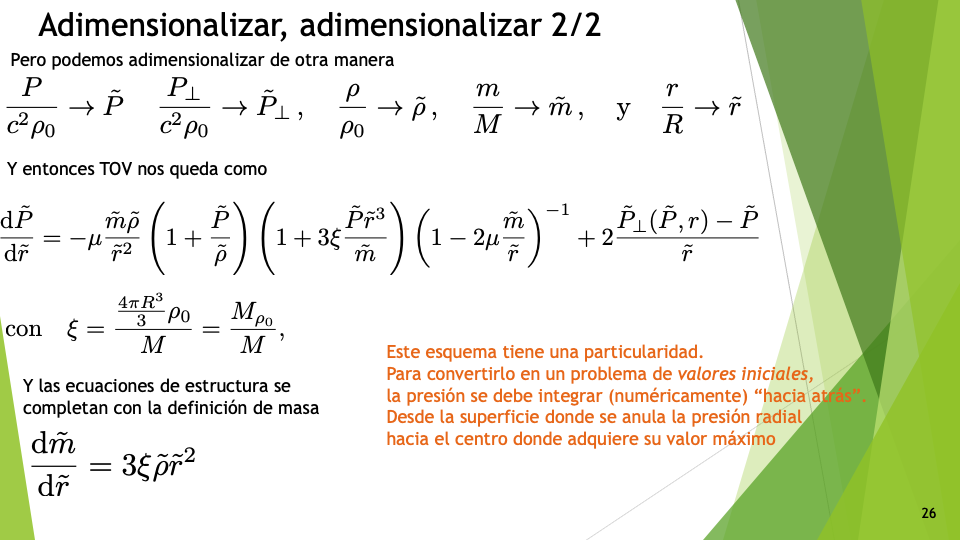 Adimensionalizar, adimensionalizar 2/2
Pero podemos adimensionalizar de otra manera
$\frac{P}{c^2\rho_0} \to \tilde{P} \quad \frac{P_\perp}{c^2\rho_0} \to \tilde{P}_\perp\,, \quad \frac{\rho}{\rho_0} \to \tilde{\rho}\,, \quad \frac{m}{M} \to \tilde{m}\,, \quad \text{y} \quad \frac{r}{R} \to \tilde{r}$
Y entonces TOV nos queda como
$\frac{\mathrm{d}\tilde{P}}{\mathrm{d}\tilde{r}} = -\mu \frac{\tilde{m}\tilde{\rho}}{\tilde{r}^2} \left(1 + \frac{\tilde{P}}{\tilde{\rho}}\right) \left(1 + 3\xi \frac{\tilde{P}\tilde{r}^3}{\tilde{m}}\right) \left(1 - 2\mu \frac{\tilde{m}}{\tilde{r}}\right)^{-1} + 2 \frac{\tilde{P}_\perp(\tilde{P}, r) - \tilde{P}}{\tilde{r}}$
con $\xi = \frac{\frac{4\pi R^3}{3}\rho_0}{M} = \frac{M_{\rho_0}}{M},$
Y las ecuaciones de estructura se
completan con la definición de masa
$\frac{\mathrm{d}\tilde{m}}{\mathrm{d}\tilde{r}} = 3\xi\tilde{\rho}\tilde{r}^2$
Este esquema tiene una particularidad.
Para convertirlo en un problema de valores iniciales,
la presión se debe integrar (numéricamente) “hacia atrás”.
Desde la superficie donde se anula la presión radial
hacia el centro donde adquiere su valor máximo
26